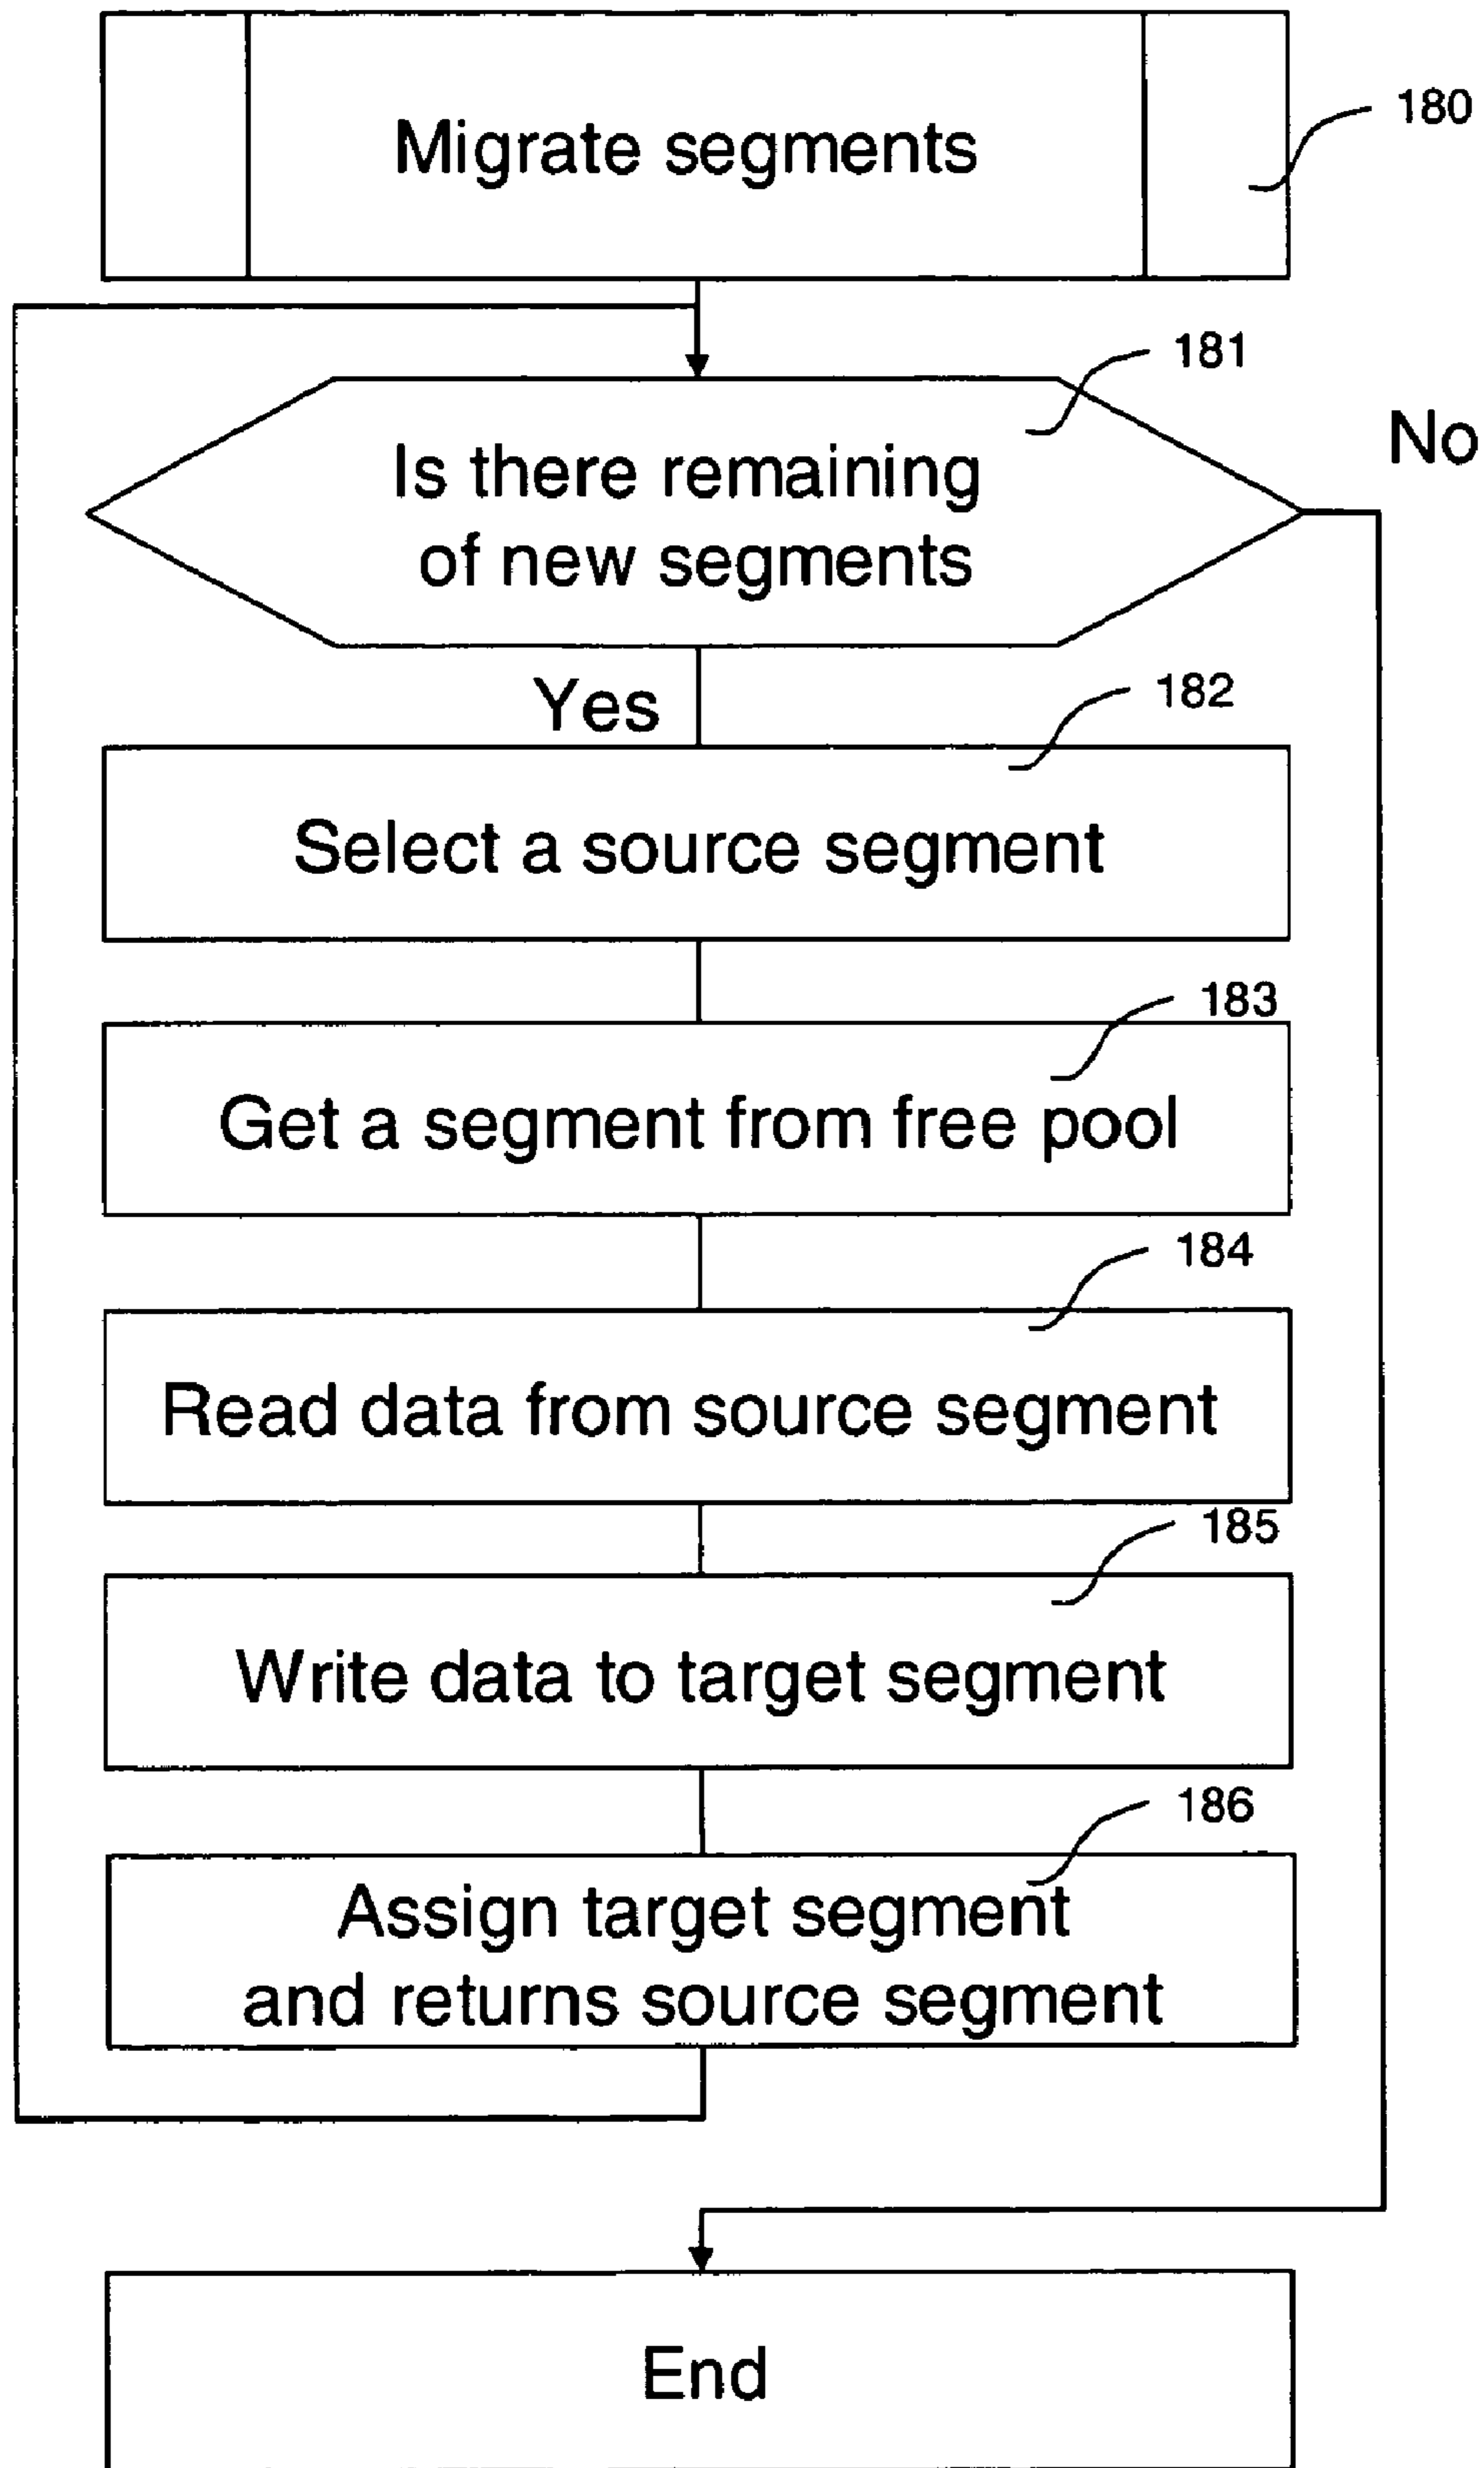 Migrate segments
180
181
No
Is there remaining
of new segments
Yes
182
Select a source segment
183
Get a segment from free pool
184
Read data from source segment
185
Write data to target segment
186
Assign target segment
and returns source segment
End